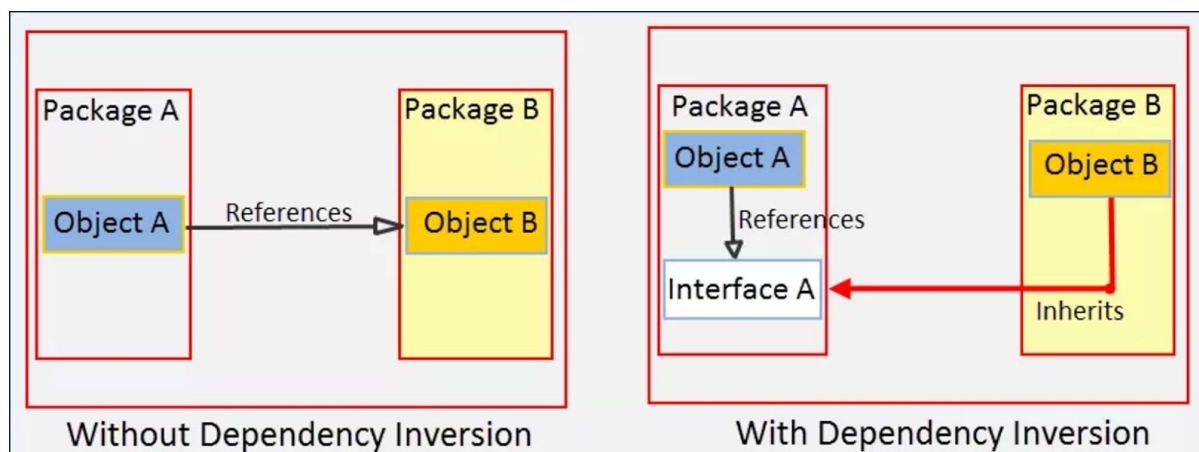 Package A
Package B
Object A
References
Object B
Without Dependency Inversion
Package A
Package B
Object A
Object B
References
Interface A
Inherits
With Dependency Inversion